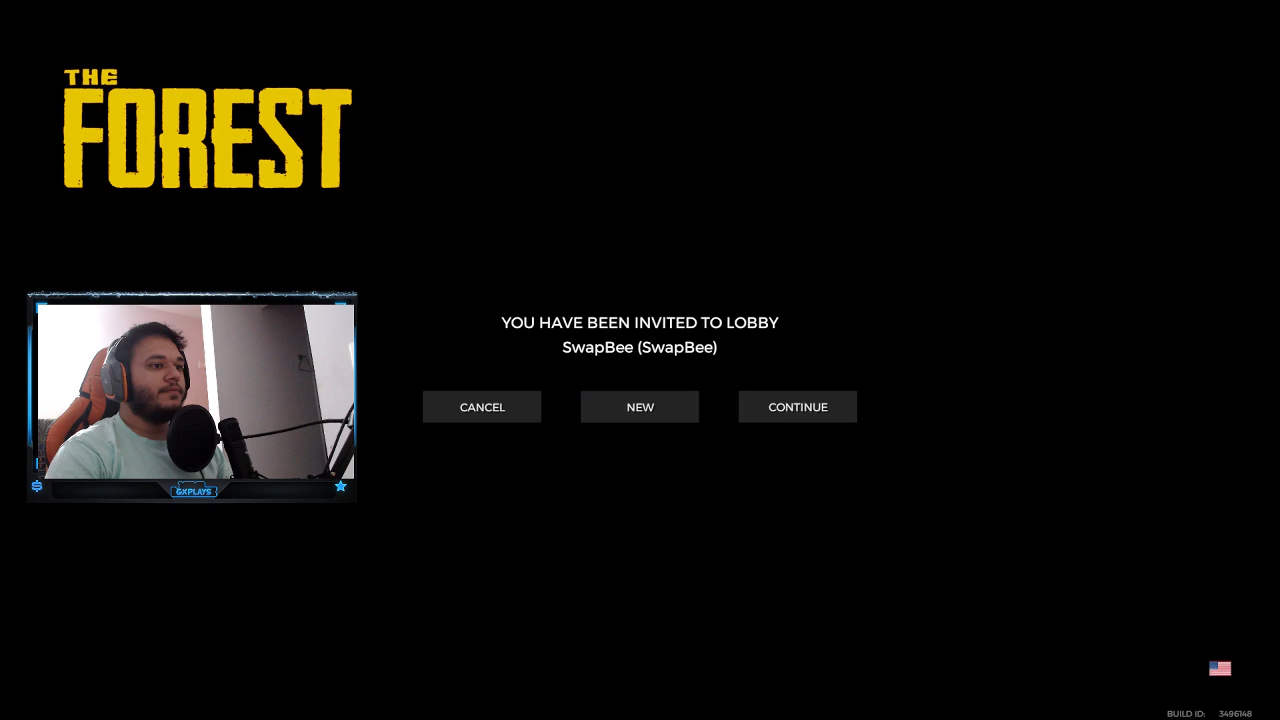 THE
FOREST
YOU HAVE BEEN INVITED TO LOBBY
SwapBee (SwapBee)
CANCEL
NEW
CONTINUE
GXPLAYS
BUILD ID: 3496148